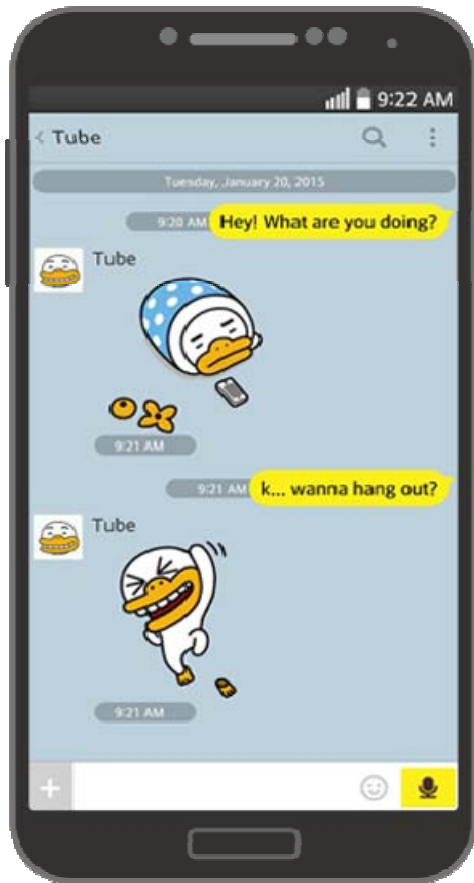 9:22 AM
< Tube
Tuesday, January 20, 2015
9:20 AM Hey! What are you doing?
Tube
9:21 AM
9:21 AM k... wanna hang out?
Tube
9:21 AM